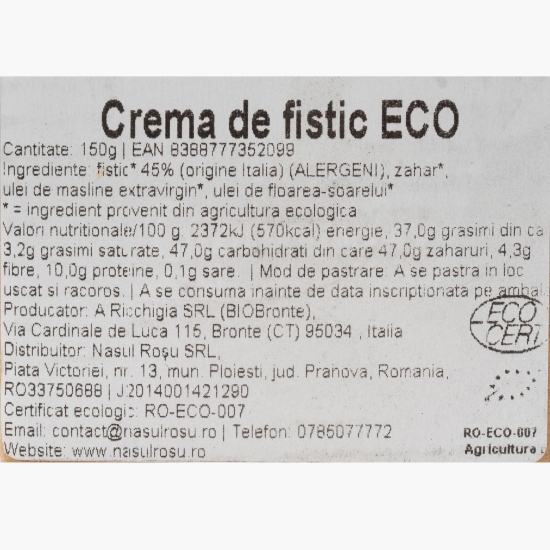 Crema de fistic ECO
Cantitate: 150g | EAN 8388777352099
Ingrediente: fistic* 45% (origine Italia) (ALERGENI), zahar*,
ulei de masline extravirgin*, ulei de floarea-soarelui*
* = ingredient provenit din agricultura ecologica
Valori nutritionale/100 g: 2372kJ (570kcal) energie, 37,0g grasimi din ca
3,2g grasimi saturate, 47,0g carbohidrati din care 47,0g zaharuri, 4,3g
fibre, 10,0g proteine, 0,1g sare. | Mod de pastrare: A se pastra in loc
uscat si racoros. | A se consuma inainte de data inscriptionata pe ambal
Producator: A Ricchigia SRL (BIOBronte),
Via Cardinale de Luca 115, Bronte (CT) 95034 , Italia
ECO
CERT
Distribuitor: Nasul Roșu SRL,
Piata Victoriei, nr. 13, mun. Ploiesti, jud. Prahova, Romania,
RO33750688 | J2014001421290
Certificat ecologic: RO-ECO-007
Email: contact@nasulrosu.ro | Telefon: 0785077772
Website: www.nasulrosu.ro
RO-ECO-007
Agricultura